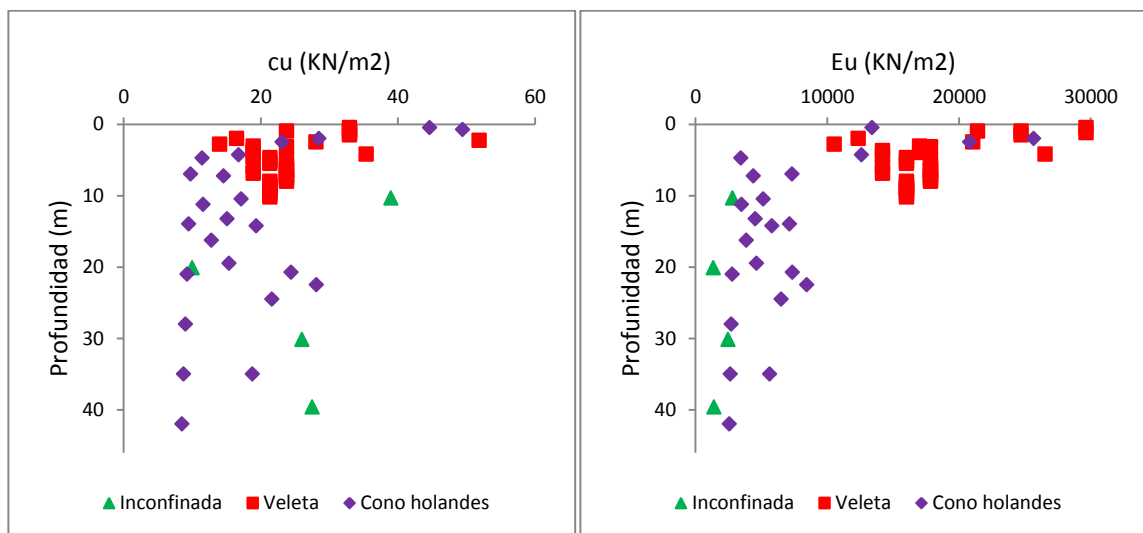 cu (KN/m2)
0 20 40 60
0
10
20
30
40
Profundidad (m)
Inconfinada Veleta Cono holandes
Eu (KN/m2)
0 10000 20000 30000
0
10
20
30
40
Profuniddad (m)
Inconfinada Veleta Cono holandes